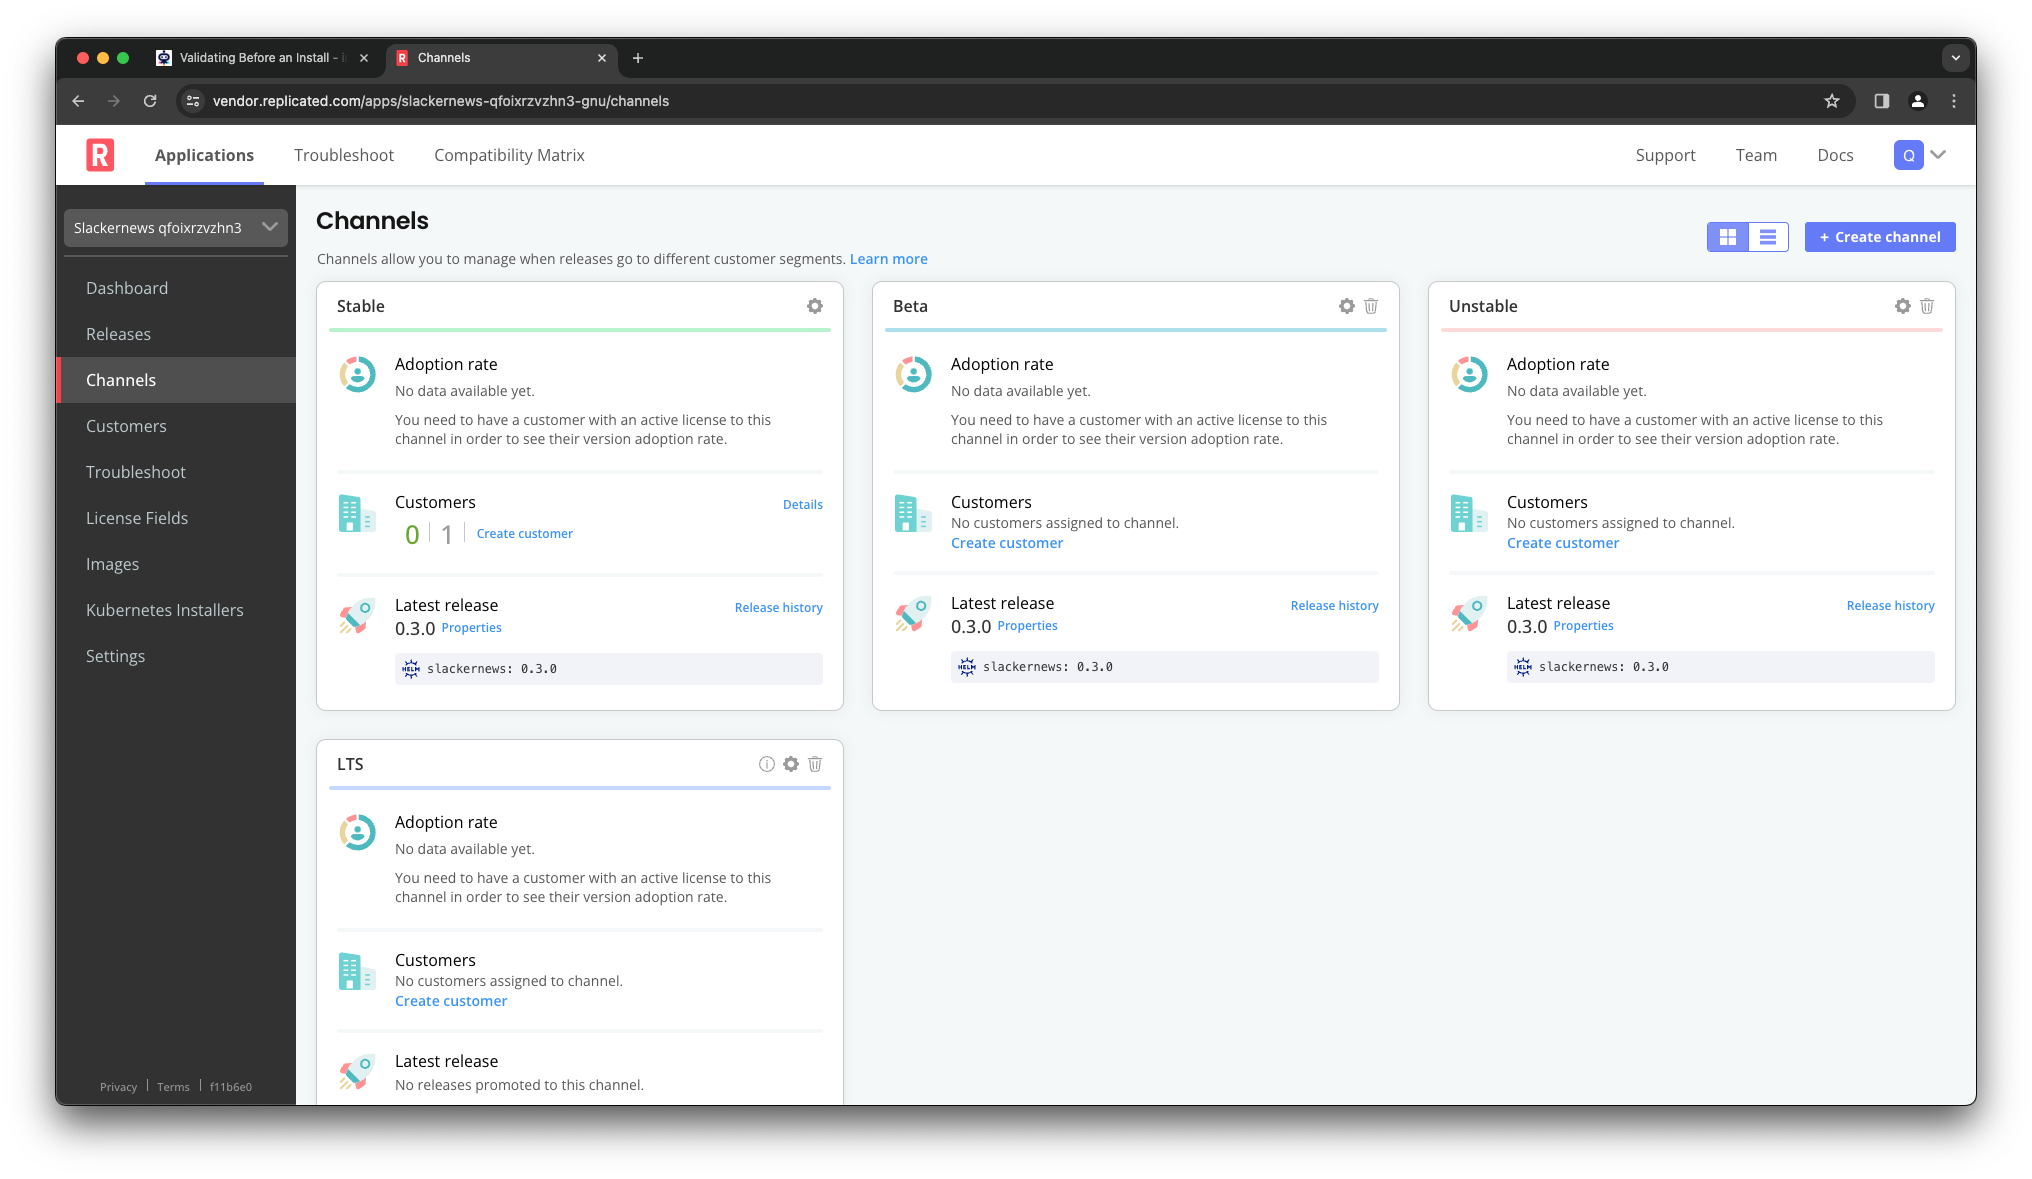 Validating Before an Install -
Channels
vendor.replicated.com/apps/slackernews-qfoixrzvzhn3-gnu/channels
R
Applications
Troubleshoot
Compatibility Matrix
Support
Team
Docs
Q
Slackernews qfoixrzvzhn3
Dashboard
Releases
Channels
Customers
Troubleshoot
License Fields
Images
Kubernetes Installers
Settings
Privacy
Terms
f11b6e0
Channels
Channels allow you to manage when releases go to different customer segments. Learn more
+ Create channel
Stable
Adoption rate
No data available yet.
You need to have a customer with an active license to this
channel in order to see their version adoption rate.
Customers
Details
0 1 Create customer
Latest release
Release history
0.3.0 Properties
HELM slackernews: 0.3.0
Beta
Adoption rate
No data available yet.
You need to have a customer with an active license to this
channel in order to see their version adoption rate.
Customers
No customers assigned to channel.
Create customer
Latest release
Release history
0.3.0 Properties
HELM slackernews: 0.3.0
Unstable
Adoption rate
No data available yet.
You need to have a customer with an active license to this
channel in order to see their version adoption rate.
Customers
No customers assigned to channel.
Create customer
Latest release
Release history
0.3.0 Properties
HELM slackernews: 0.3.0
LTS
Adoption rate
No data available yet.
You need to have a customer with an active license to this
channel in order to see their version adoption rate.
Customers
No customers assigned to channel.
Create customer
Latest release
No releases promoted to this channel.